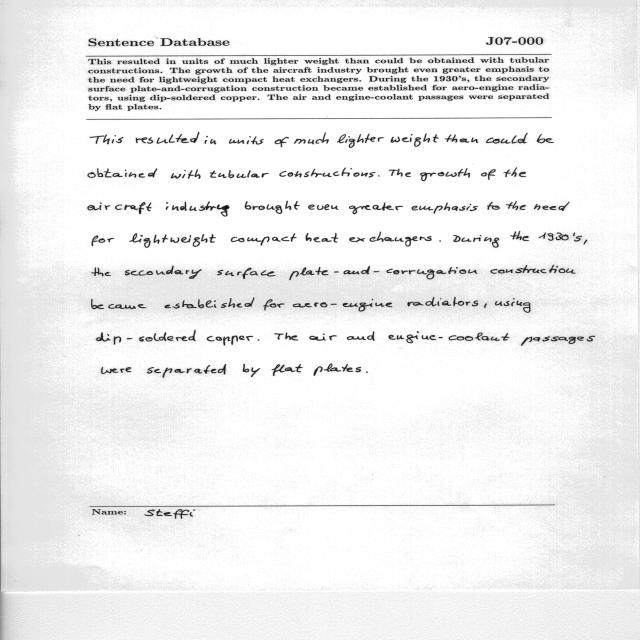 Sentence Database J07-000
This resulted in units of much lighter weight than could be obtained with tubular
constructions. The growth of the aircraft industry brought even greater emphasis to
the need for lightweight compact heat exchangers. During the 1930's, the secondary
surface plate-and-corrugation construction became established for aero-engine radia-
tors, using dip-soldered copper. The air and engine-coolant passages were separated
by flat plates.
This resulted in units of much lighter weight than could be
obtained with tubular constructions. The growth of the
aircraft industry brought even greater emphasis to the need
for lightweight compact heat exchangers. During the 1930's,
the secondary surface plate-and-corrugation construction
became established for aero-engine radiators, using
dip-soldered copper. The air and engine-coolant passages
were separated by flat plates.
Name: Steffi